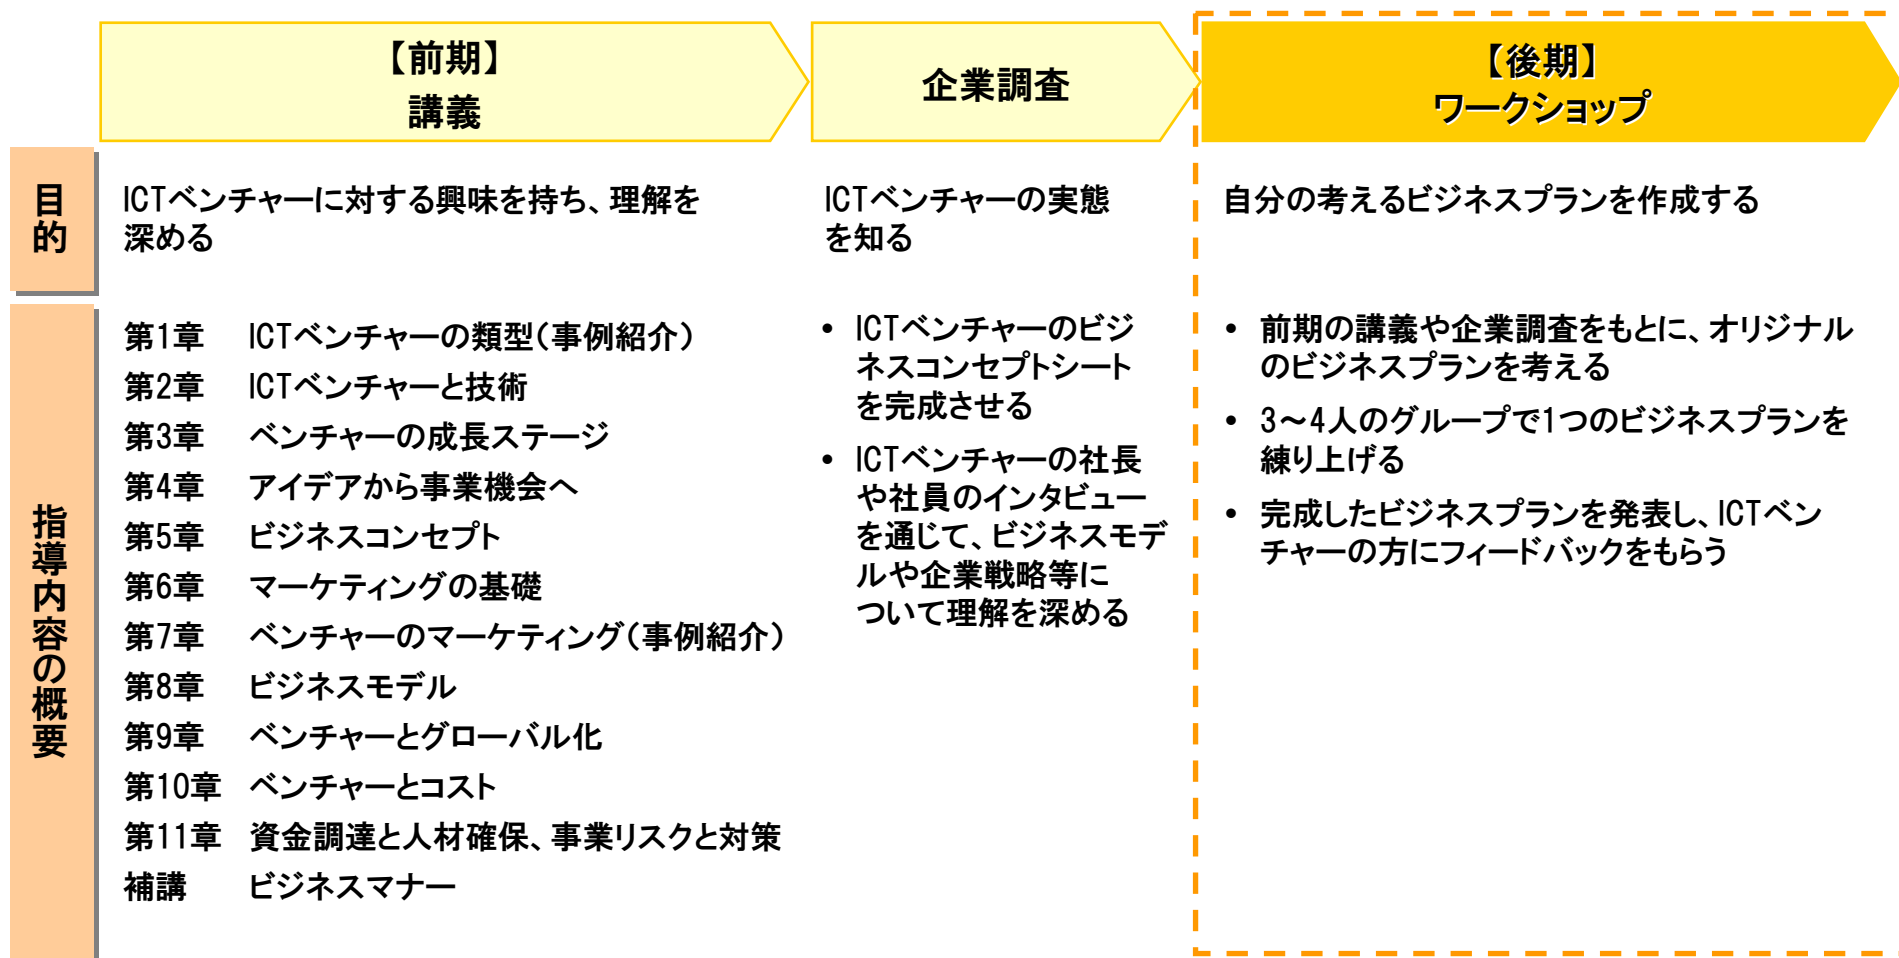 【前期】
講義
企業調査
【後期】
ワークショップ
目的
ICTベンチャーに対する興味を持ち、理解を
深める
ICTベンチャーの実態
を知る
自分の考えるビジネスプランを作成する
指導内容の概要
第1章 ICTベンチャーの類型(事例紹介)
第2章 ICTベンチャーと技術
第3章 ベンチャーの成長ステージ
第4章 アイデアから事業機会へ
第5章 ビジネスコンセプト
第6章 マーケティングの基礎
第7章 ベンチャーのマーケティング(事例紹介)
第8章 ビジネスモデル
第9章 ベンチャーとグローバル化
第10章 ベンチャーとコスト
第11章 資金調達と人材確保、事業リスクと対策
補講 ビジネスマナー
• ICTベンチャーのビジ
ネスコンセプトシート
を完成させる
• ICTベンチャーの社長
や社員のインタビュー
を通じて、ビジネスモデ
ルや企業戦略等に
ついて理解を深める
• 前期の講義や企業調査をもとに、オリジナル
のビジネスプランを考える
• 3~4人のグループで1つのビジネスプランを
練り上げる
• 完成したビジネスプランを発表し、ICTベン
チャーの方にフィードバックをもらう